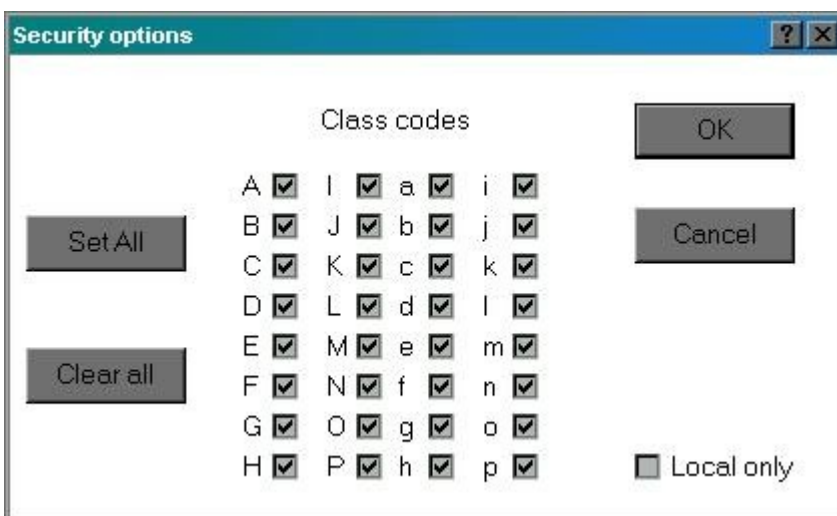 Security options
Class codes
OK
A I a i
B J b j
Set All
Cancel
C K c k
D L d l
E M e m
Clear all
F N f n
G O g o
H P h p
Local only